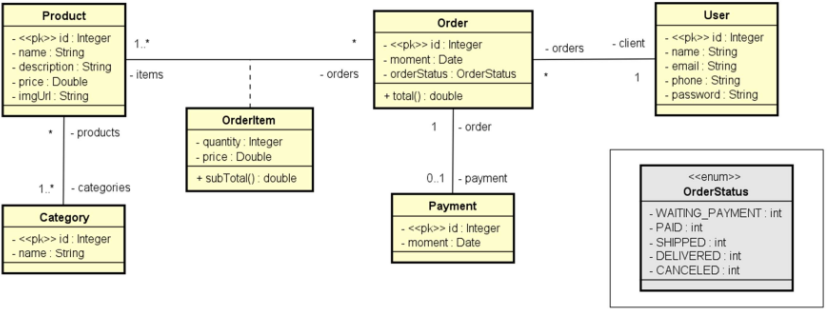 Product
- <<pk>> id : Integer
- name : String
- description : String
- price : Double
- imgUrl : String
1..*
*
- items
- orders
Order
- <<pk>> id : Integer
- moment : Date
- orderStatus : OrderStatus
+ total() : double
- orders
- client
*
1
User
- <<pk>> id : Integer
- name : String
- email : String
- phone : String
- password : String
OrderItem
- quantity : Integer
- price : Double
+ subTotal() : double
* - products
1..* - categories
1 - order
0..1 - payment
Category
- <<pk>> id : Integer
- name : String
Payment
- <<pk>> id : Integer
- moment : Date
<<enum>>
OrderStatus
- WAITING_PAYMENT : int
- PAID : int
- SHIPPED : int
- DELIVERED : int
- CANCELED : int